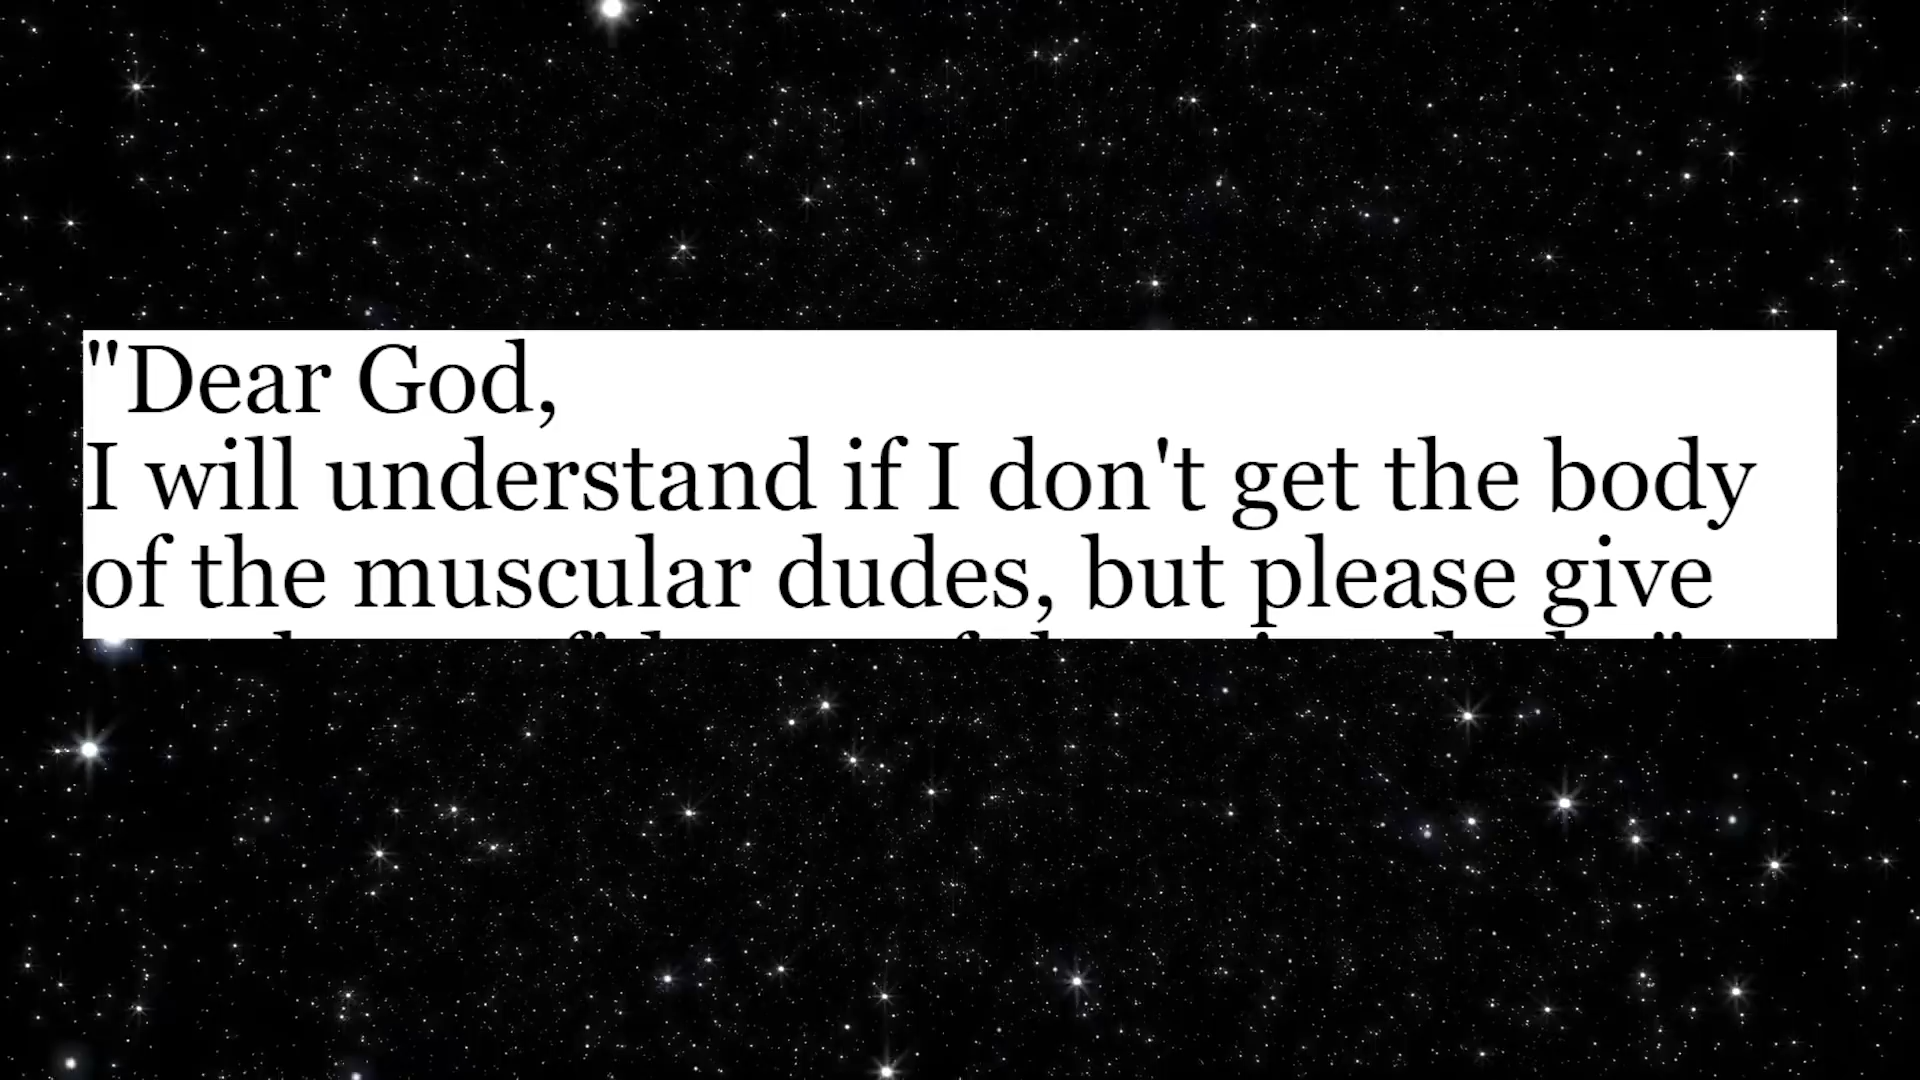 "Dear God,
I will understand if I don't get the body
of the muscular dudes, but please give